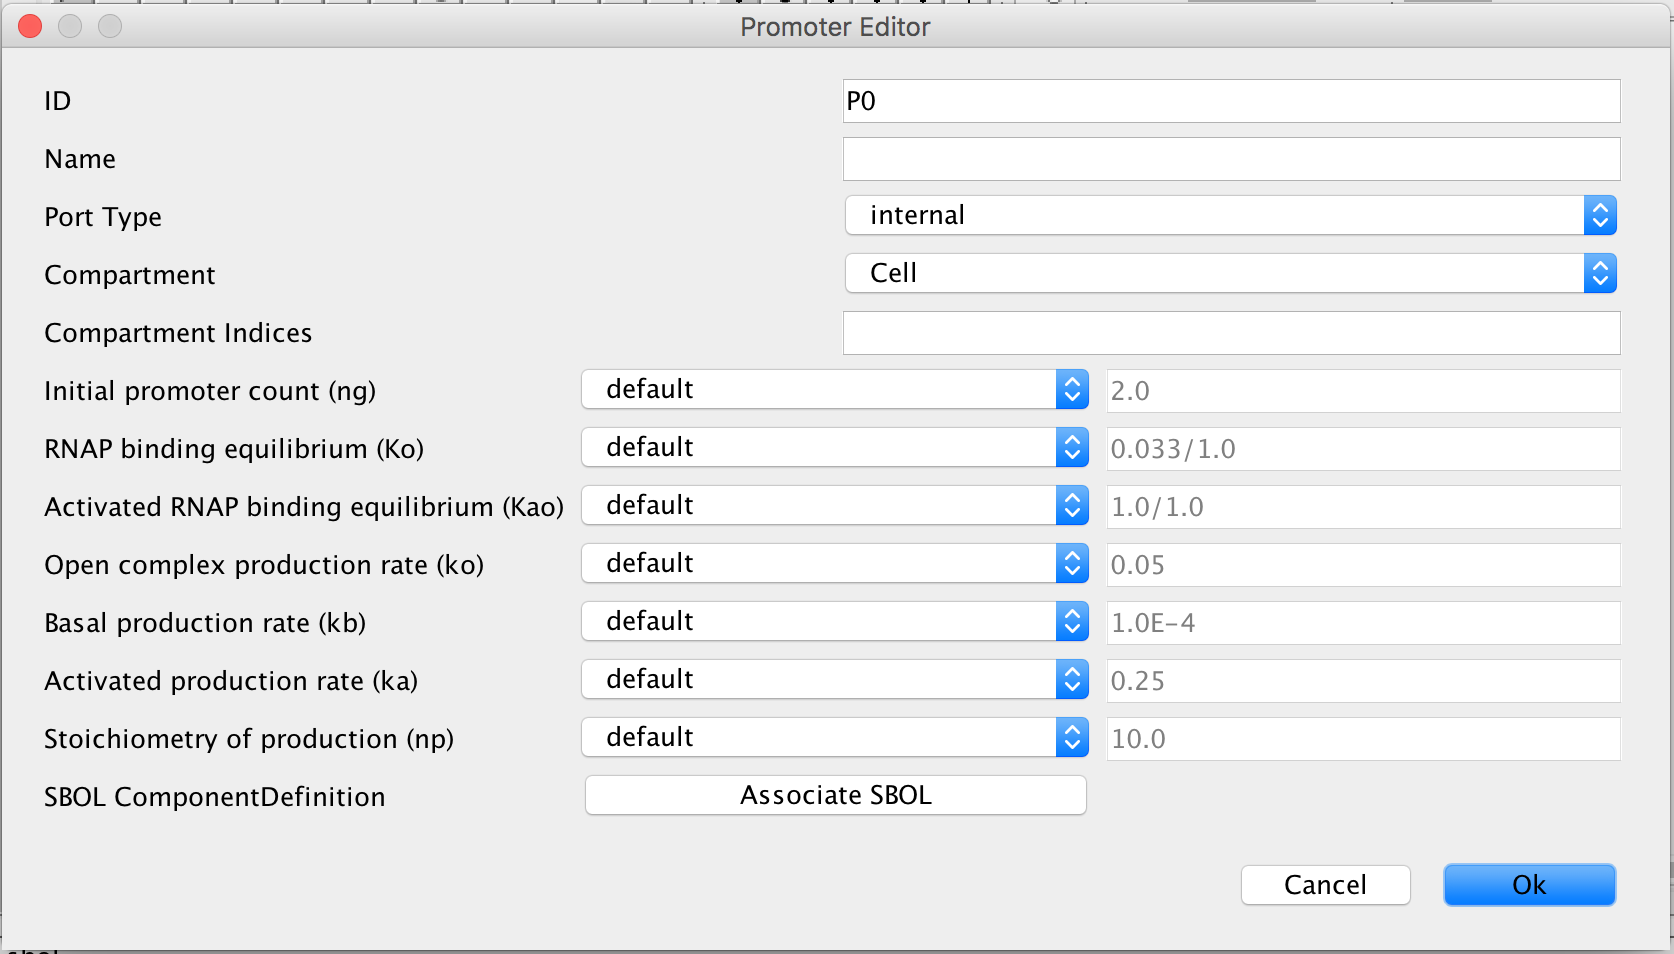 Promoter Editor
ID P0
Name
Port Type internal
Compartment Cell
Compartment Indices
Initial promoter count (ng) default 2.0
RNAP binding equilibrium (Ko) default 0.033/1.0
Activated RNAP binding equilibrium (Kao) default 1.0/1.0
Open complex production rate (ko) default 0.05
Basal production rate (kb) default 1.0E-4
Activated production rate (ka) default 0.25
Stoichiometry of production (np) default 10.0
SBOL ComponentDefinition Associate SBOL
Cancel Ok